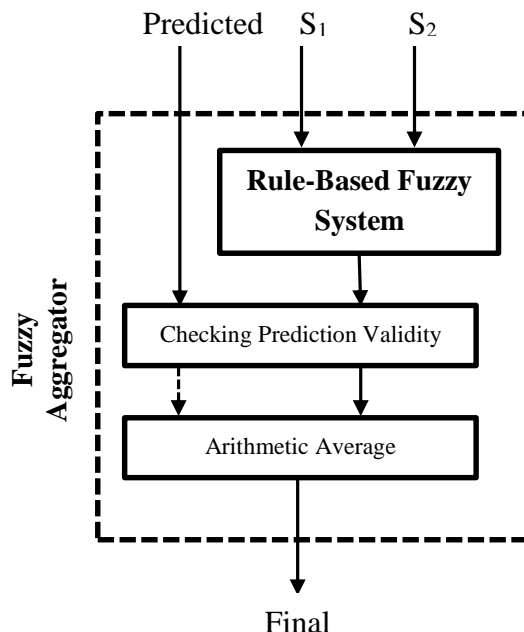 Predicted S₁ S₂
Rule-Based Fuzzy
System
Fuzzy
Aggregator
Checking Prediction Validity
Arithmetic Average
Final